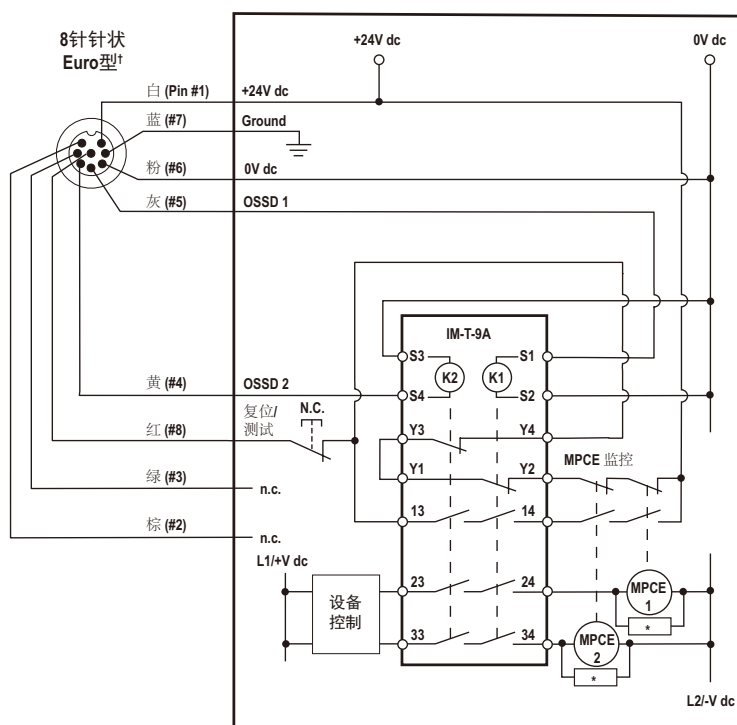 8针针状
Euro型†
+24V dc
0V dc
白 (Pin #1) +24V dc
蓝 (#7) Ground
粉 (#6) 0V dc
灰 (#5) OSSD 1
IM-T-9A
S3 S1
K2 K1
黄 (#4) OSSD 2 S4 S2
复位/ N.C.
测试
红 (#8)
Y3 Y4
MPCE 监控
Y1 Y2
绿 (#3) n.c.
13 14
棕 (#2) n.c.
L1/+V dc
设备
控制
23 24
MPCE
1
*
33 34
MPCE
2
*
L2/-V dc